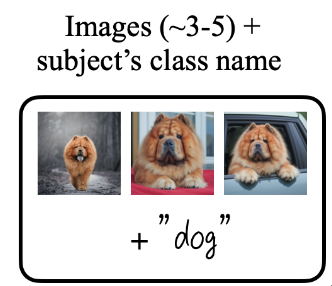 Images (~3-5) +
subject's class name
+ "dog"